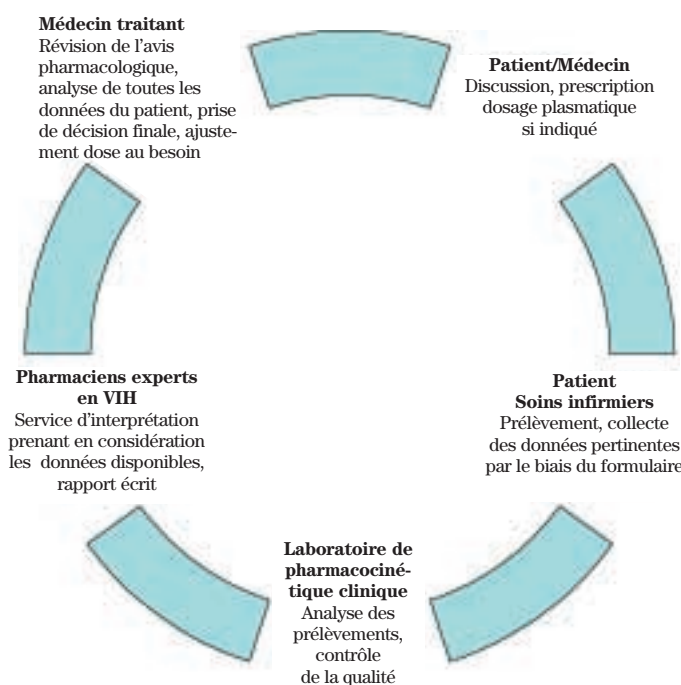 Médecin traitant
Révision de l'avis
pharmacologique,
analyse de toutes les
données du patient, prise
de décision finale, ajuste-
ment dose au besoin
Patient/Médecin
Discussion, prescription
dosage plasmatique
si indiqué
Patient
Soins infirmiers
Prélèvement, collecte
des données pertinentes
par le biais du formulaire
Laboratoire de
pharmacociné-
tique clinique
Analyse des
prélèvements,
contrôle
de la qualité
Pharmaciens experts
en VIH
Service d'interprétation
prenant en considération
les données disponibles,
rapport écrit